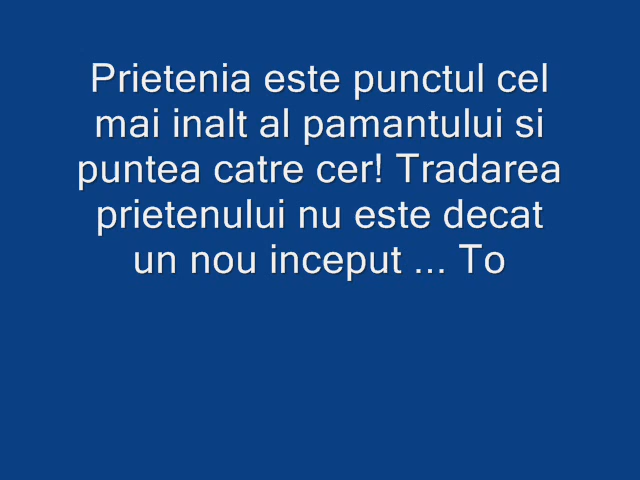 Prietenia este punctul cel
mai inalt al pamantului si
puntea catre cer! Tradarea
prietenului nu este decat
un nou inceput ... To